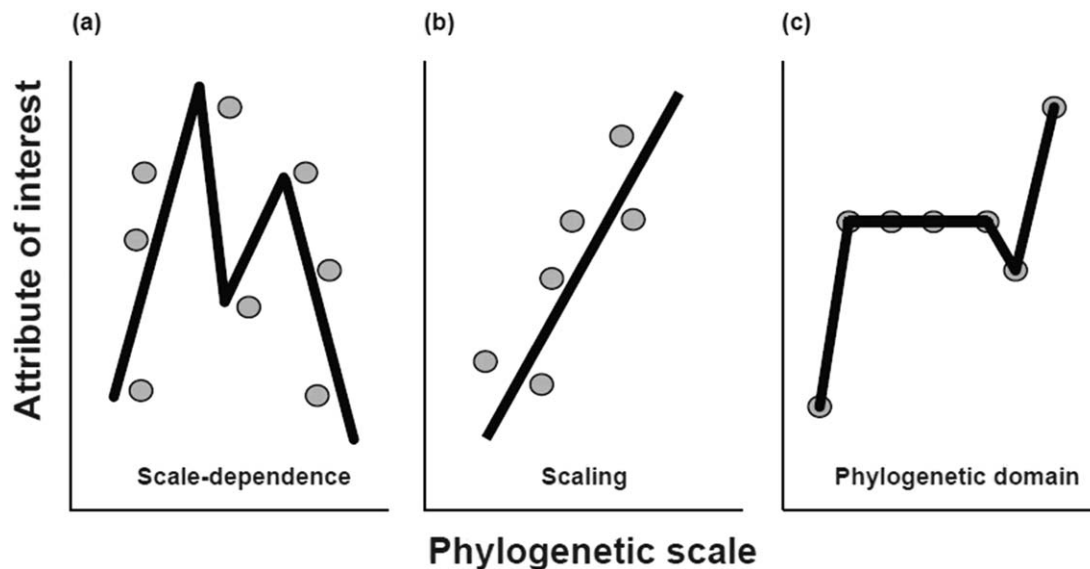 (a)
(b)
(c)
Attribute of interest
Scale-dependence
Scaling
Phylogenetic domain
Phylogenetic scale